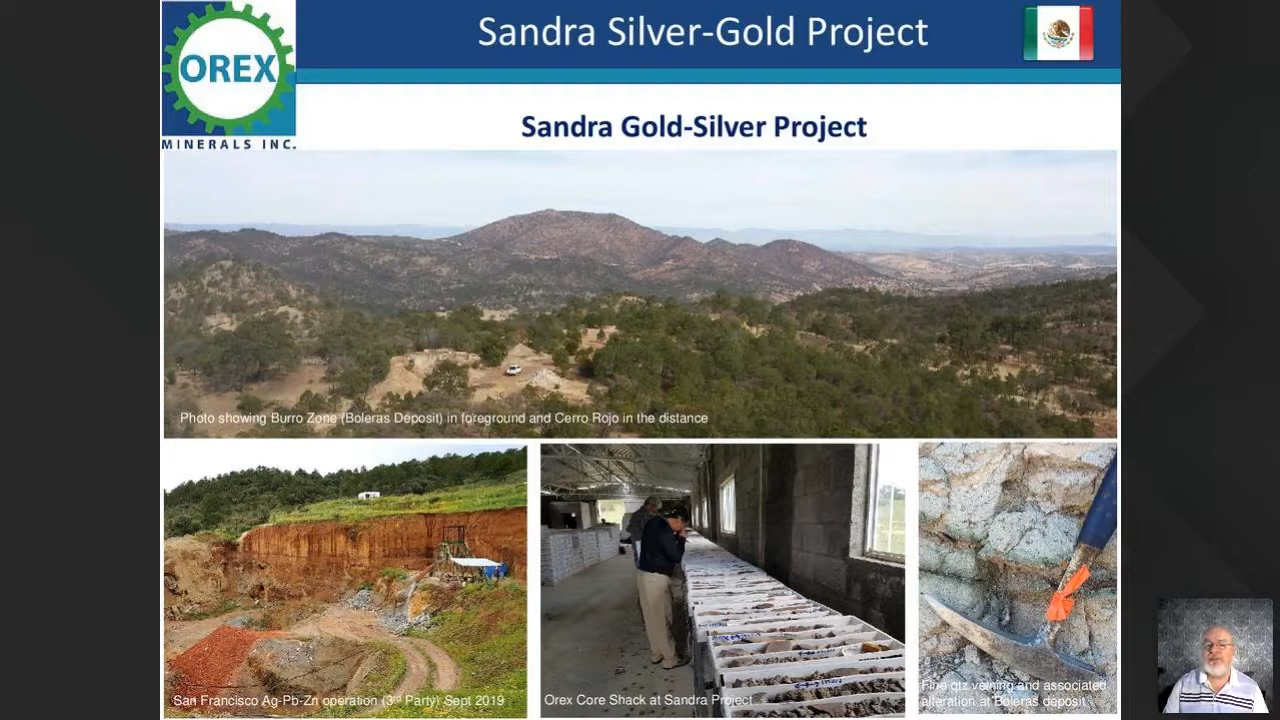 OREX
MINERALS INC.
Sandra Silver-Gold Project
Sandra Gold-Silver Project
Photo showing Burro Zone (Boleras Deposit) in foreground and Cerro Rojo in the distance
San Francisco Ag-Pb-Zn operation (3rd Party) Sept 2019
Orex Core Shack at Sandra Project
Fine qtz veining and associated
alteration at Boleras deposit